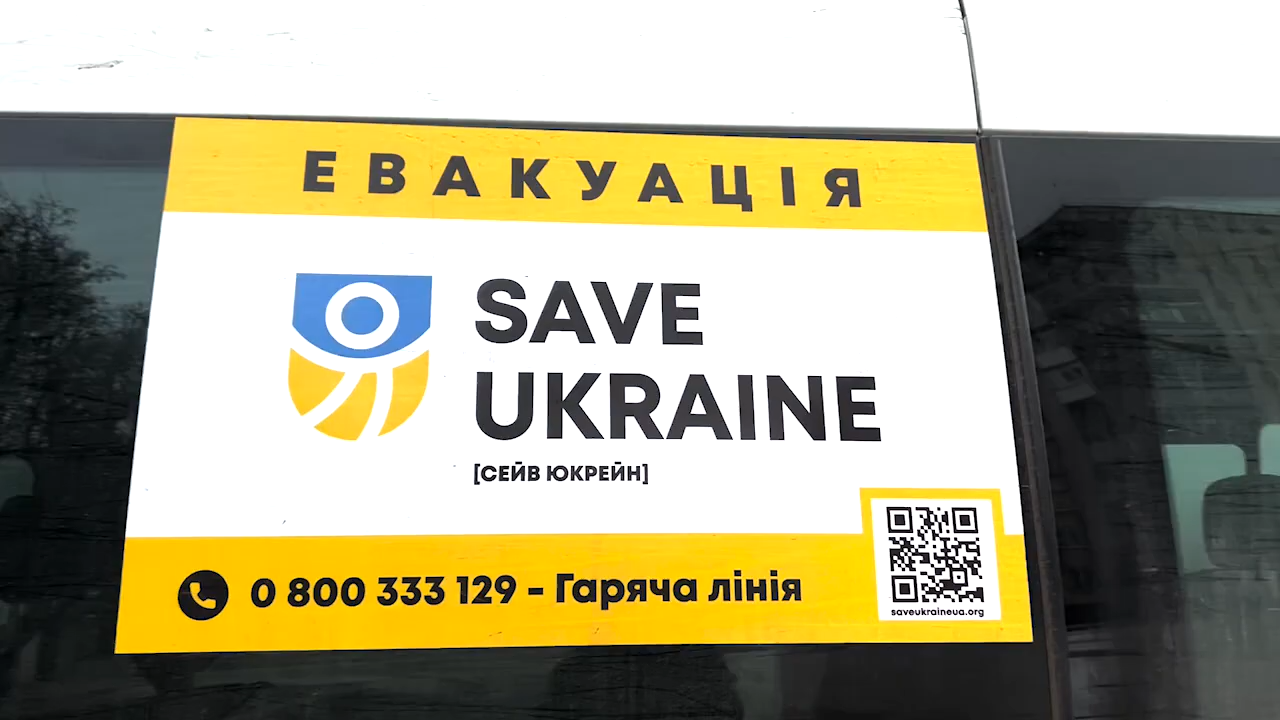 ЕВАКУАЦІЯ
SAVE
UKRAINE
[СЕЙВ ЮКРЕЙН]
0 800 333 129 - Гаряча лінія
saveukraineua.org